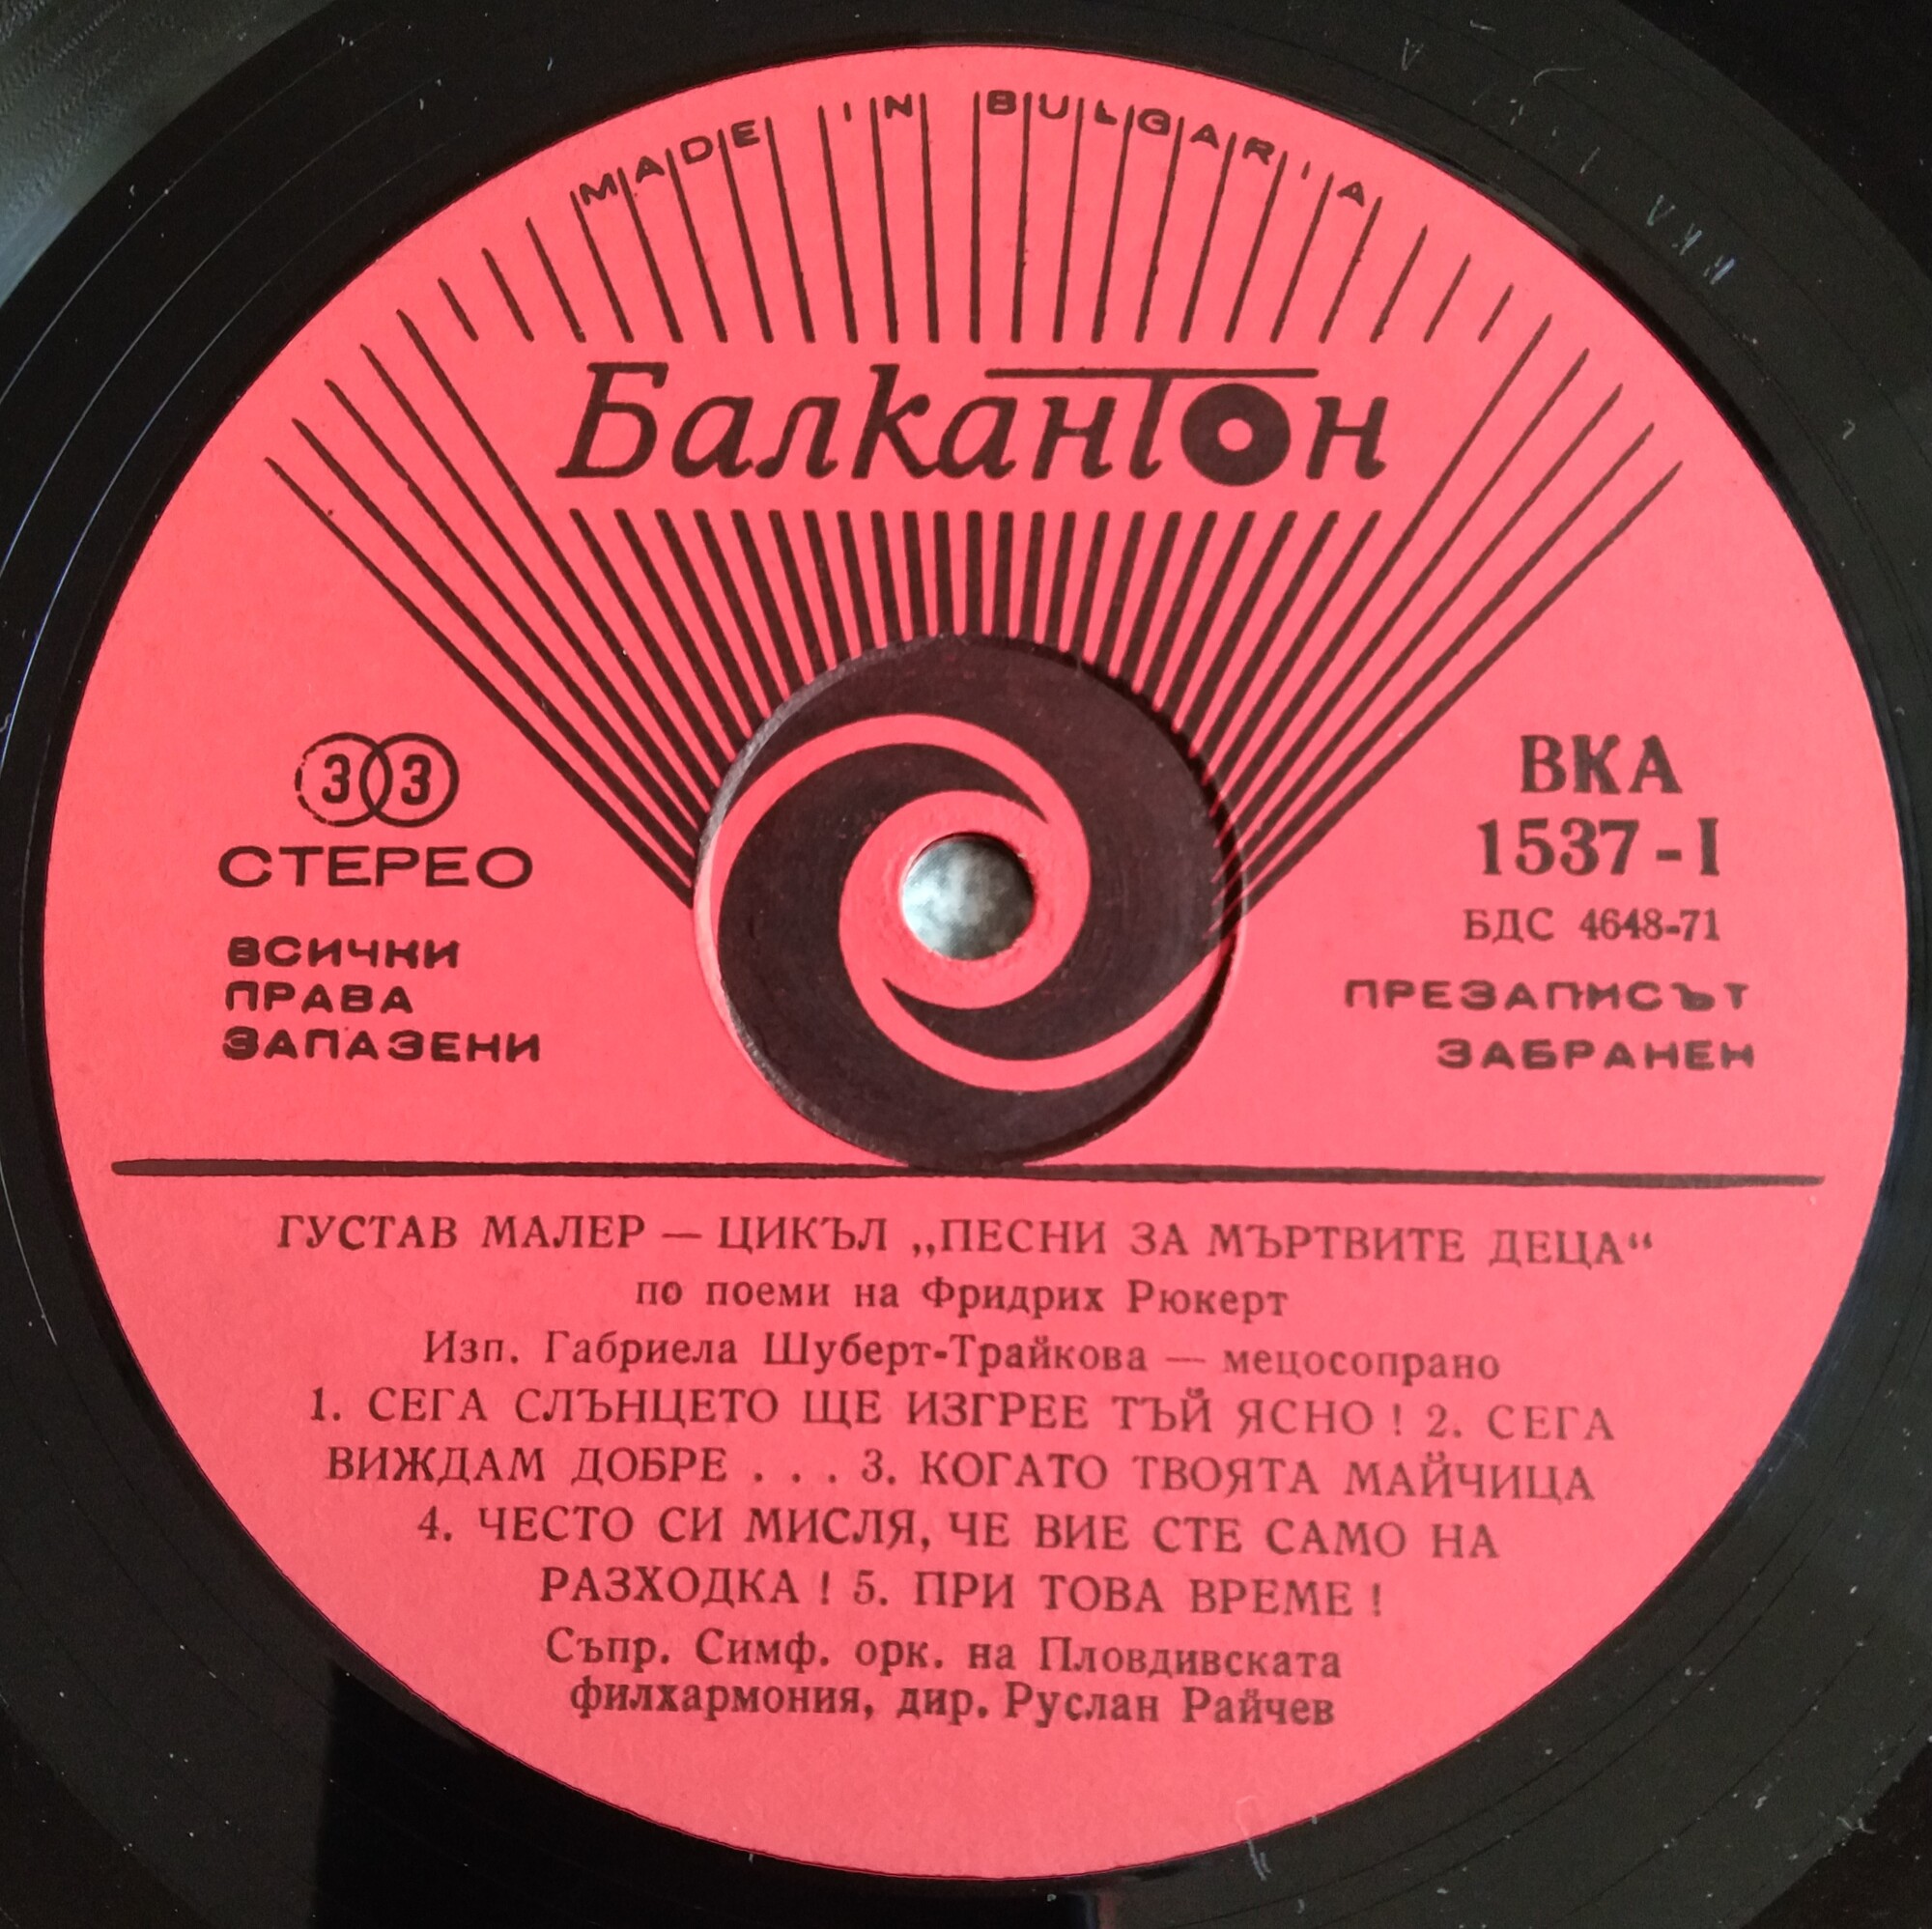 MADE IN BULGARIA
Балкантон
33
СТЕРЕО
ВСИЧКИ
ПРАВА
ЗАПАЗЕНИ
ВКА
1537-I
БДС 4648-71
ПРЕЗАПИСЪТ
ЗАБРАНЕН
ГУСТАВ МАЛЕР — ЦИКЪЛ „ПЕСНИ ЗА МЪРТВИТЕ ДЕЦА“
по поеми на Фридрих Рюкерт
Изп. Габриела Шуберт-Трайкова — мецосопрано
1. СЕГА СЛЪНЦЕТО ЩЕ ИЗГРЕЕ ТЪЙ ЯСНО ! 2. СЕГА
ВИЖДАМ ДОБРЕ . . . 3. КОГАТО ТВОЯТА МАЙЧИЦА
4. ЧЕСТО СИ МИСЛЯ, ЧЕ ВИЕ СТЕ САМО НА
РАЗХОДКА ! 5. ПРИ ТОВА ВРЕМЕ !
Съпр. Симф. орк. на Пловдивската
филхармония, дир. Руслан Райчев